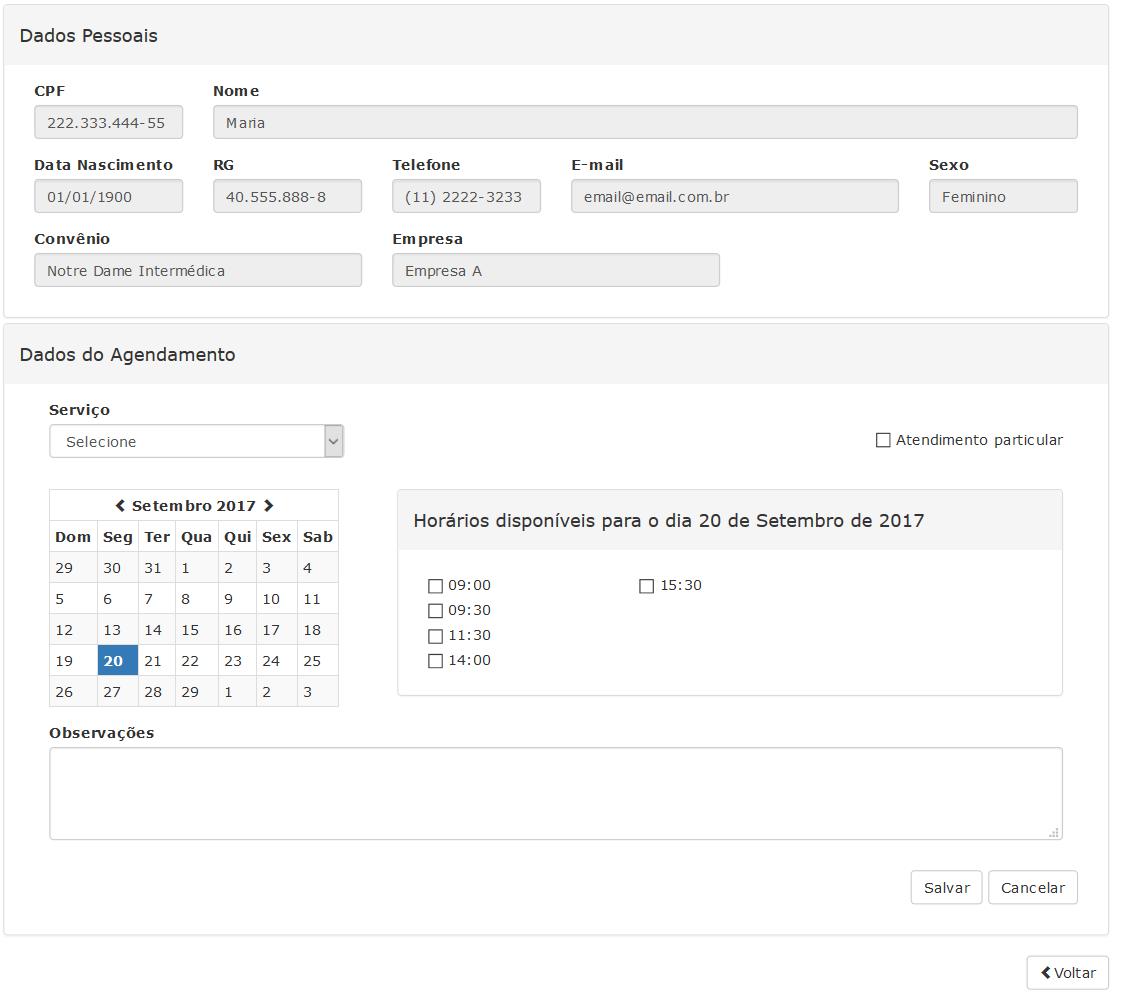 Dados Pessoais
CPF Nome
222.333.444-55 Maria
Data Nascimento RG Telefone E-mail Sexo
01/01/1900 40.555.888-8 (11) 2222-3233 email@email.com.br Feminino
Convênio Empresa
Notre Dame Intermédica Empresa A
Dados do Agendamento
Serviço
Selecione Atendimento particular
Setembro 2017
Dom Seg Ter Qua Qui Sex Sab
29 30 31 1 2 3 4
5 6 7 8 9 10 11
12 13 14 15 16 17 18
19 20 21 22 23 24 25
26 27 28 29 1 2 3
Horários disponíveis para o dia 20 de Setembro de 2017
09:00 15:30
09:30
11:30
14:00
Observações
Salvar Cancelar
Voltar